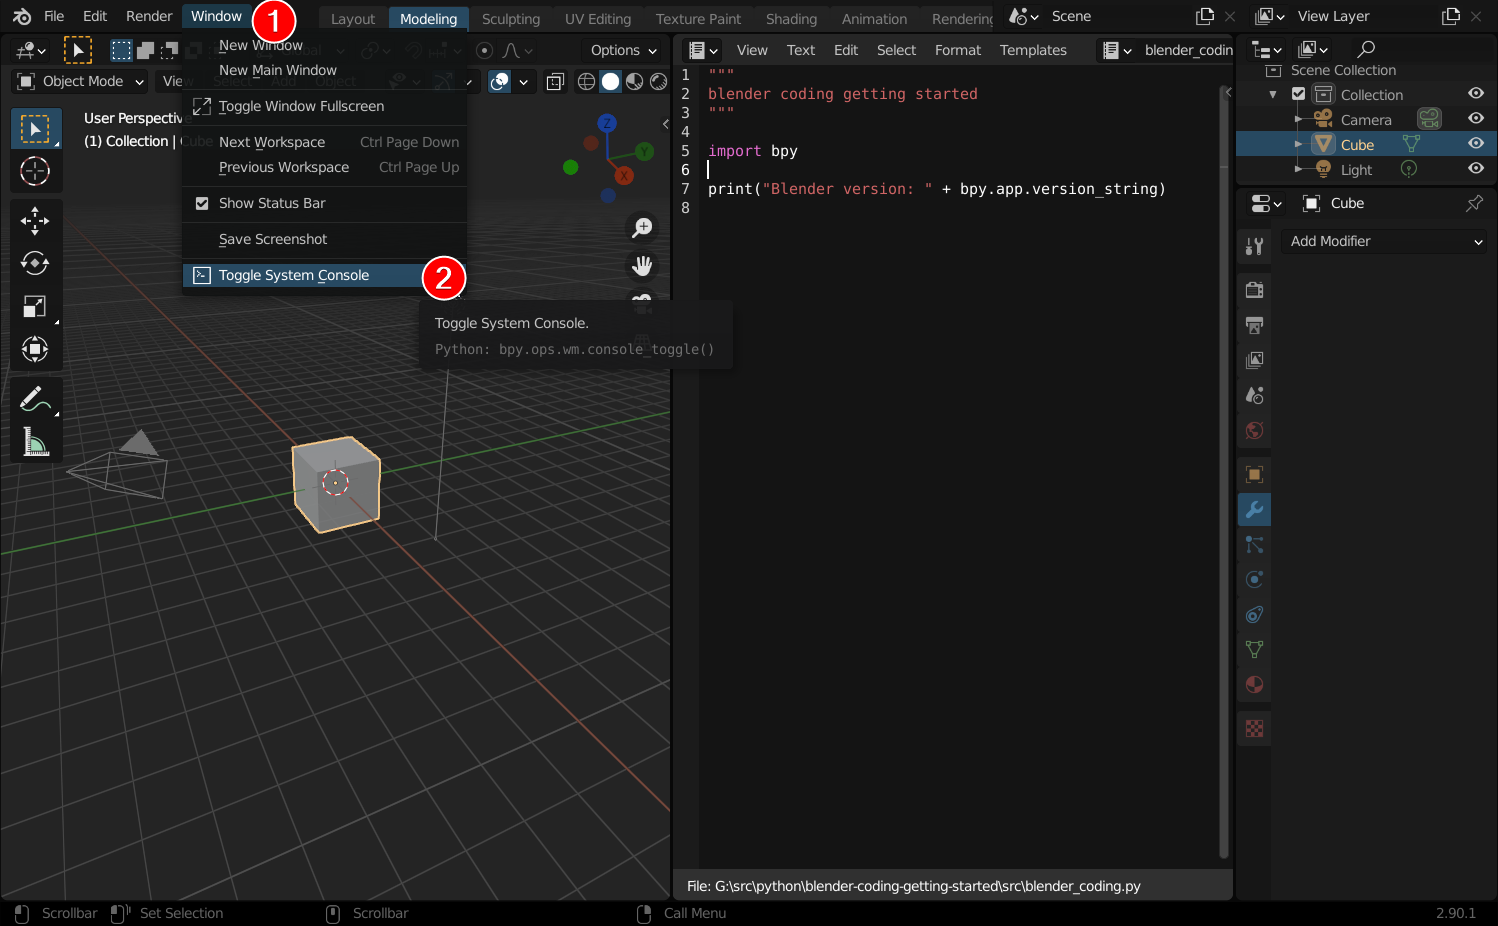 File Edit Render Window 1 Layout Modeling Sculpting UV Editing Texture Paint Shading Animation Rendering Scene View Layer
New Window
New Main Window
Toggle Window Fullscreen
Next Workspace Ctrl Page Down
Previous Workspace Ctrl Page Up
Show Status Bar
Save Screenshot
Toggle System Console 2
Toggle System Console.
Python: bpy.ops.wm.console_toggle()
Options
Object Mode View Add Object
User Perspective
(1) Collection | Cube
Z
Y
X
View Text Edit Select Format Templates blender_codin
1 """
2 blender coding getting started
3 """
4
5 import bpy
6
7 print("Blender version: " + bpy.app.version_string)
8
File: G:\src\python\blender-coding-getting-started\src\blender_coding.py
Scene Collection
Collection
Camera
Cube
Light
Cube
Add Modifier
Scrollbar Set Selection Scrollbar Call Menu 2.90.1